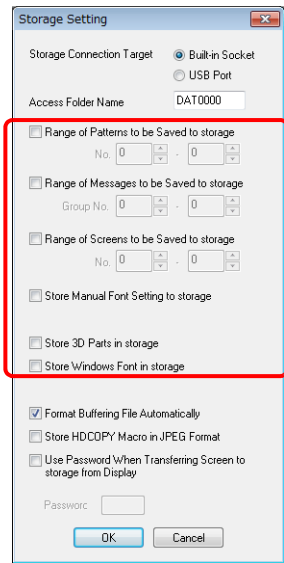 Storage Setting
Storage Connection Target
Built-in Socket
USB Port
Access Folder Name DAT0000
Range of Patterns to be Saved to storage
No. 0 - 0
Range of Messages to be Saved to storage
Group No. 0 - 0
Range of Screens to be Saved to storage
No. 0 - 0
Store Manual Font Setting to storage
Store 3D Parts in storage
Store Windows Font in storage
Format Buffering File Automatically
Store HDCOPY Macro in JPEG Format
Use Password When Transferring Screen to
storage from Display
Passworc
OK Cancel